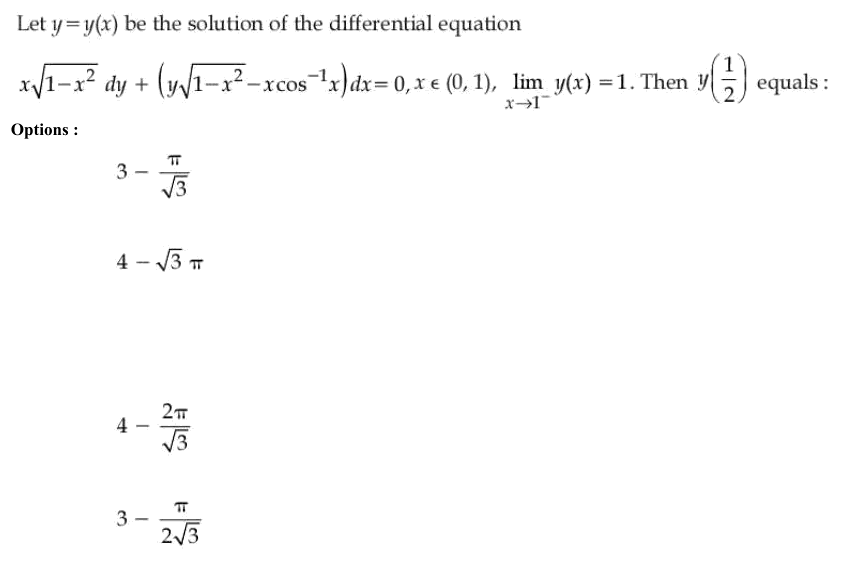 Let y=y(x) be the solution of the differential equation
x√(1−x²) dy + (y√(1−x²)−xcos⁻¹x)dx= 0, x ϵ (0, 1), lim x→1⁻ y(x) =1. Then y(1/2) equals :
Options :
3 − π/√3
4 − √3 π
4 − 2π/√3
3 − π/2√3